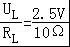 U_L/R_L = 2.5V/10Ω